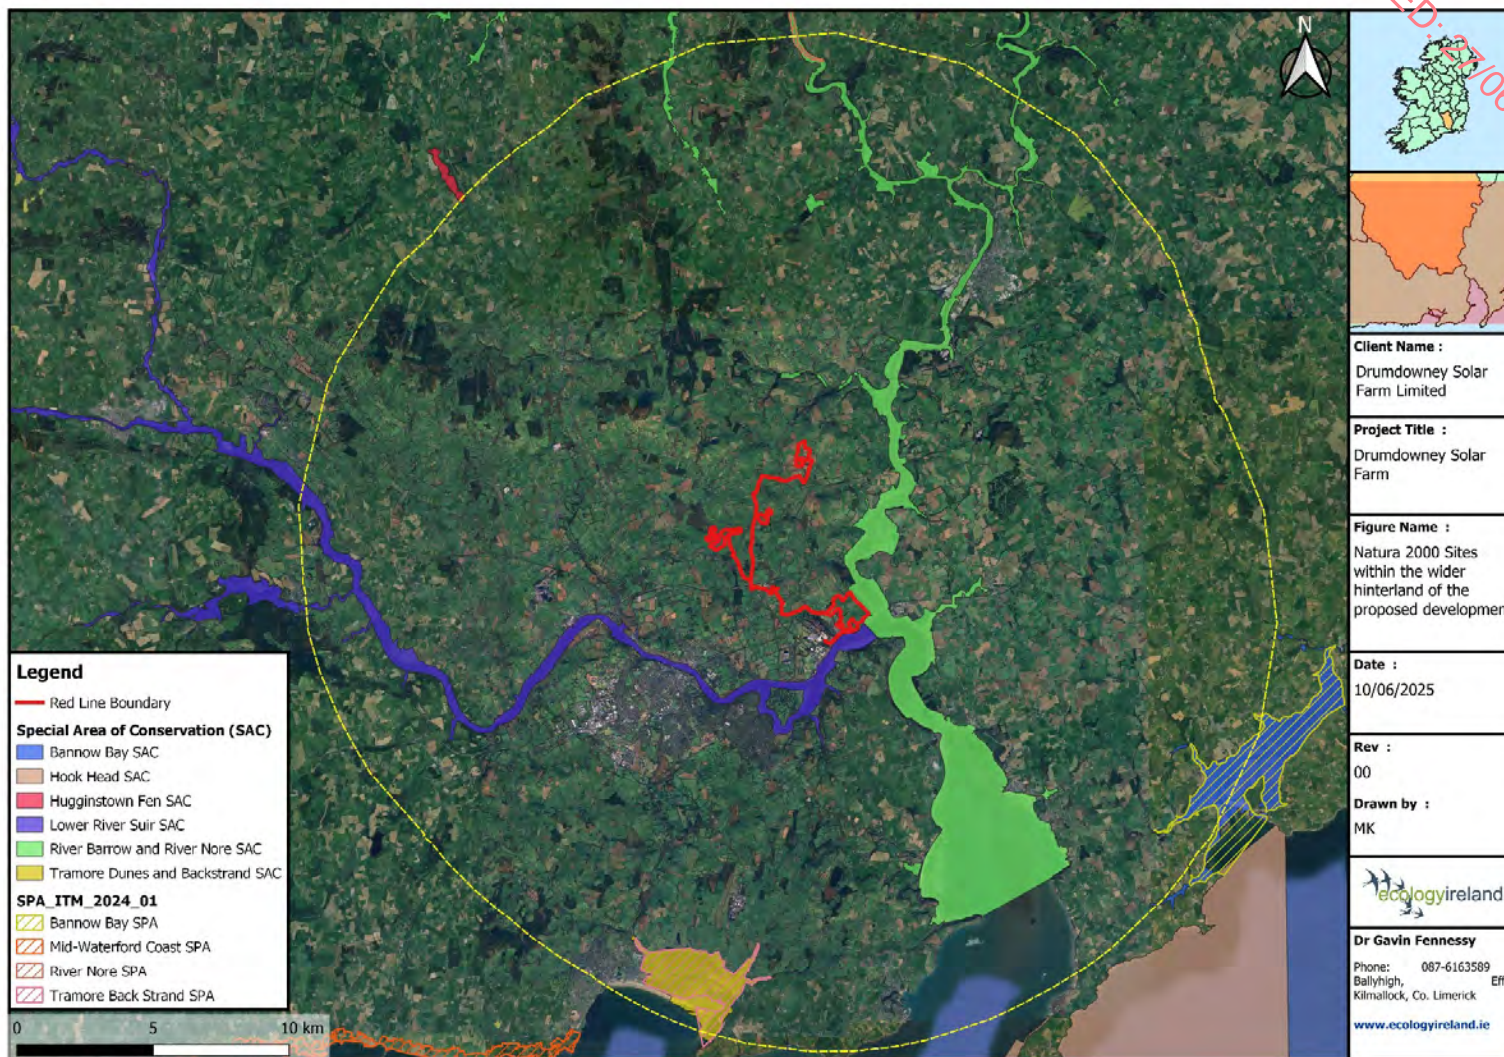 ED: 27/06
N
Legend
Red Line Boundary
Special Area of Conservation (SAC)
Bannow Bay SAC
Hook Head SAC
Hugginstown Fen SAC
Lower River Suir SAC
River Barrow and River Nore SAC
Tramore Dunes and Backstrand SAC
SPA_ITM_2024_01
Bannow Bay SPA
Mid-Waterford Coast SPA
River Nore SPA
Tramore Back Strand SPA
0 5 10 km
Client Name :
Drumdowney Solar
Farm Limited
Project Title :
Drumdowney Solar
Farm
Figure Name :
Natura 2000 Sites
within the wider
hinterland of the
proposed developmen
Date :
10/06/2025
Rev :
00
Drawn by :
MK
ecologyireland
Dr Gavin Fennessy
Phone: 087-6163589
Ballyhigh, Eff
Kilmallock, Co. Limerick
www.ecologyireland.ie